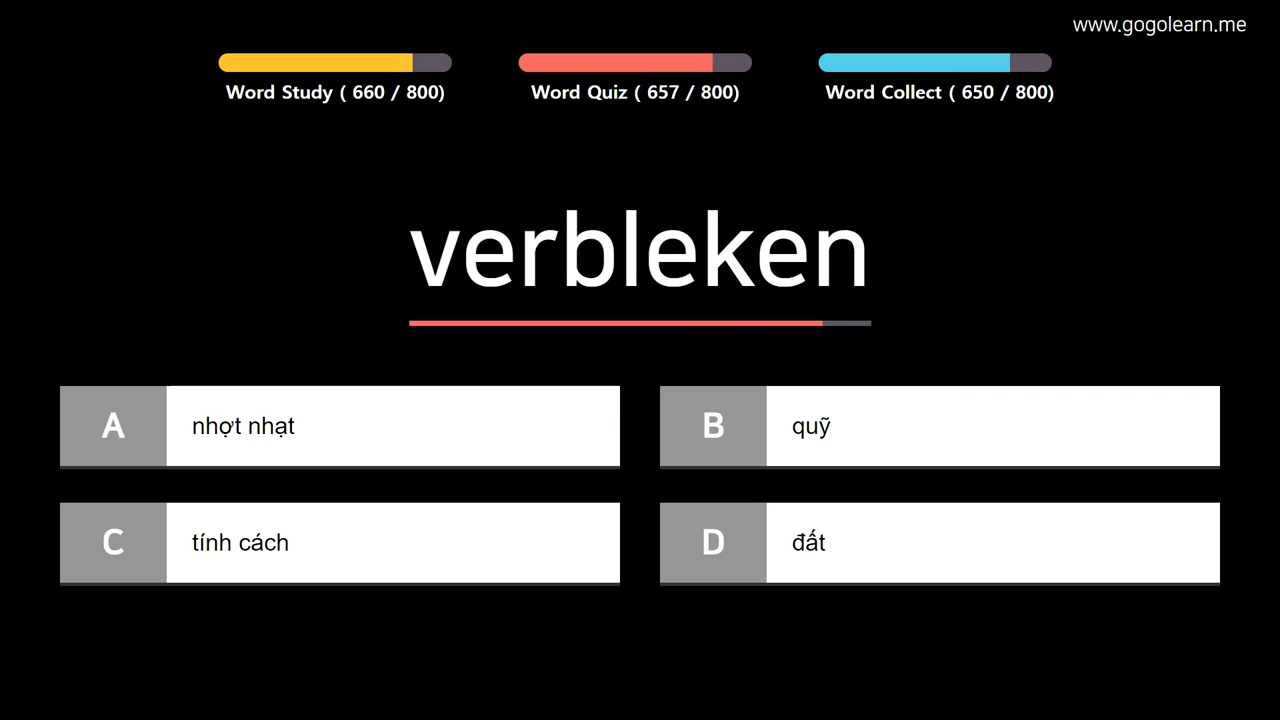 www.gogolearn.me
Word Study ( 660 / 800)
Word Quiz ( 657 / 800)
Word Collect ( 650 / 800)
verbleken
A nhợt nhạt
B quỹ
C tính cách
D đất